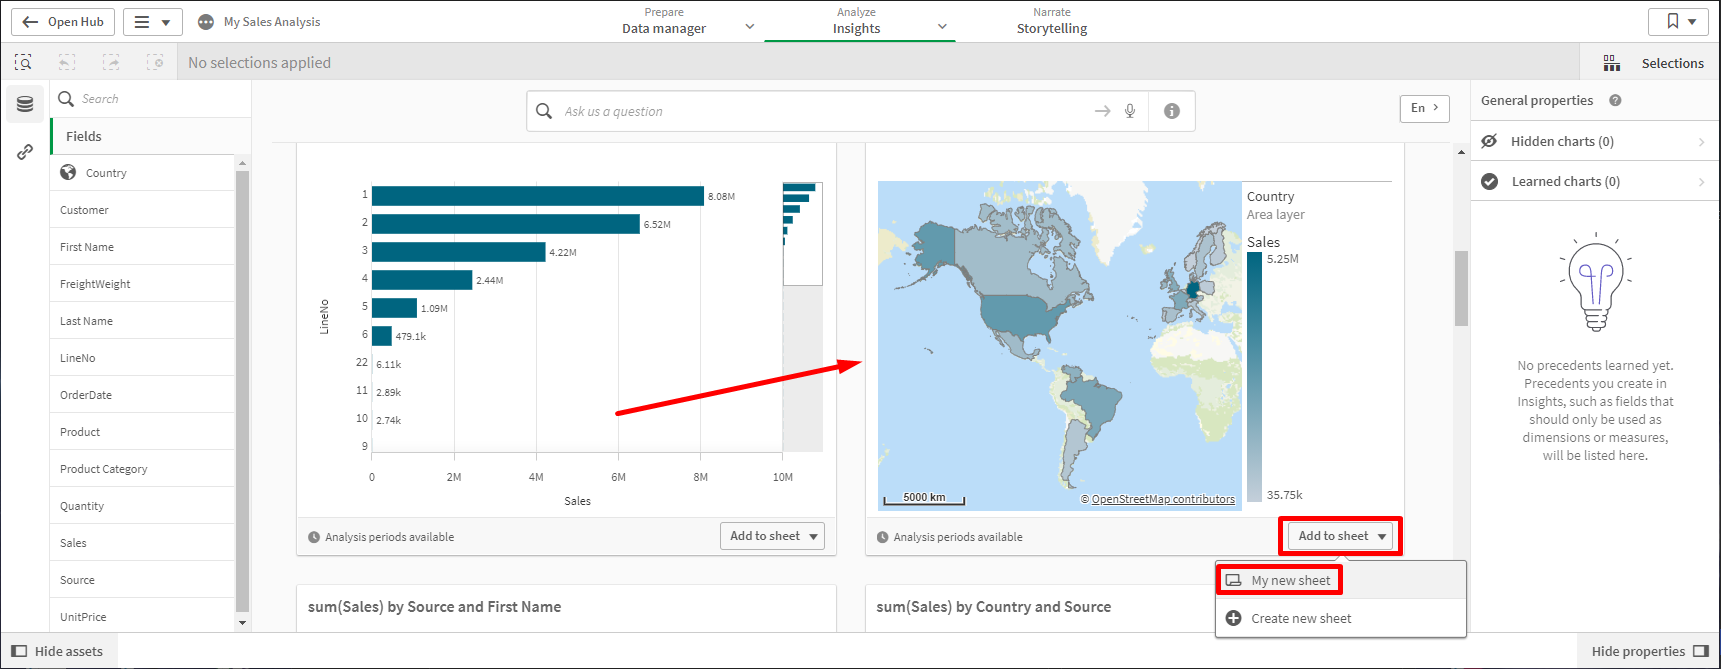 Open Hub
My Sales Analysis
Prepare
Data manager
Analyze
Insights
Narrate
Storytelling
No selections applied
Selections
Search
Fields
Country
Customer
First Name
FreightWeight
Last Name
LineNo
OrderDate
Product
Product Category
Quantity
Sales
Source
UnitPrice
Ask us a question
En
LineNo
1
8.08M
2
6.52M
3
4.22M
4
2.44M
5
1.09M
6
479.1k
22
6.11k
11
2.89k
10
2.74k
9
0
2M
4M
6M
8M
10M
Sales
Analysis periods available
Add to sheet
5000 km
© OpenStreetMap contributors
Country
Area layer
Sales
5.25M
35.75k
Analysis periods available
Add to sheet
My new sheet
Create new sheet
sum(Sales) by Source and First Name
sum(Sales) by Country and Source
General properties
Hidden charts (0)
Learned charts (0)
No precedents learned yet.
Precedents you create in
Insights, such as fields that
should only be used as
dimensions or measures,
will be listed here.
Hide assets
Hide properties